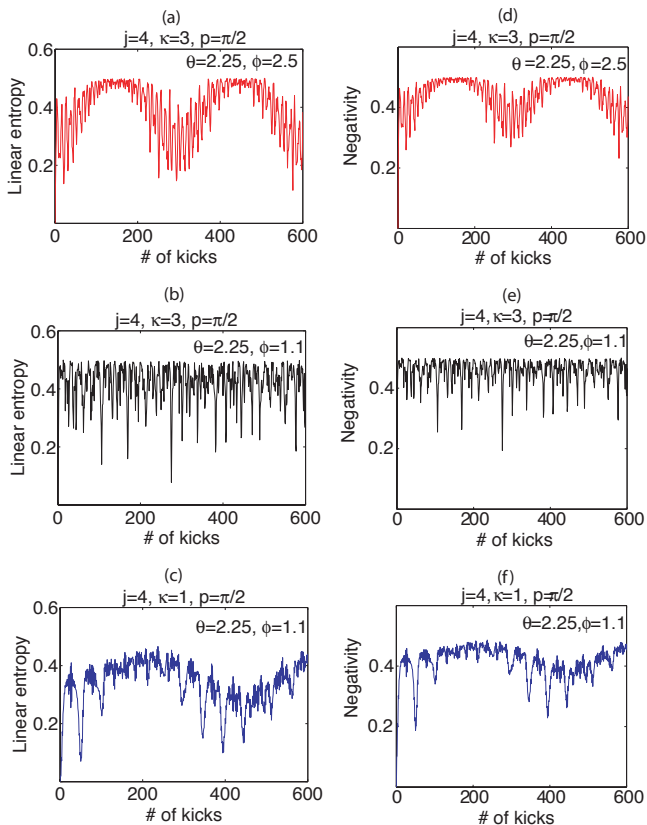 (a)
j=4, κ=3, p=π/2
θ=2.25, ϕ=2.5
Linear entropy
0.6
0.4
0.2
0 200 400 600
# of kicks
(d)
j=4, κ=3, p=π/2
θ=2.25, ϕ=2.5
Negativity
0.4
0.2
0 200 400 600
# of kicks
(b)
j=4, κ=3, p=π/2
θ=2.25, ϕ=1.1
Linear entropy
0.6
0.4
0.2
0 200 400 600
# of kicks
(e)
j=4, κ=3, p=π/2
θ=2.25,ϕ=1.1
Negativity
0.4
0.2
0 200 400 600
# of kicks
(c)
j=4, κ=1, p=π/2
θ=2.25, ϕ=1.1
Linear entropy
0.6
0.4
0.2
0 200 400 600
# of kicks
(f)
j=4, κ=1, p=π/2
θ=2.25,ϕ=1.1
Negativity
0.4
0.2
0 200 400 600
# of kicks